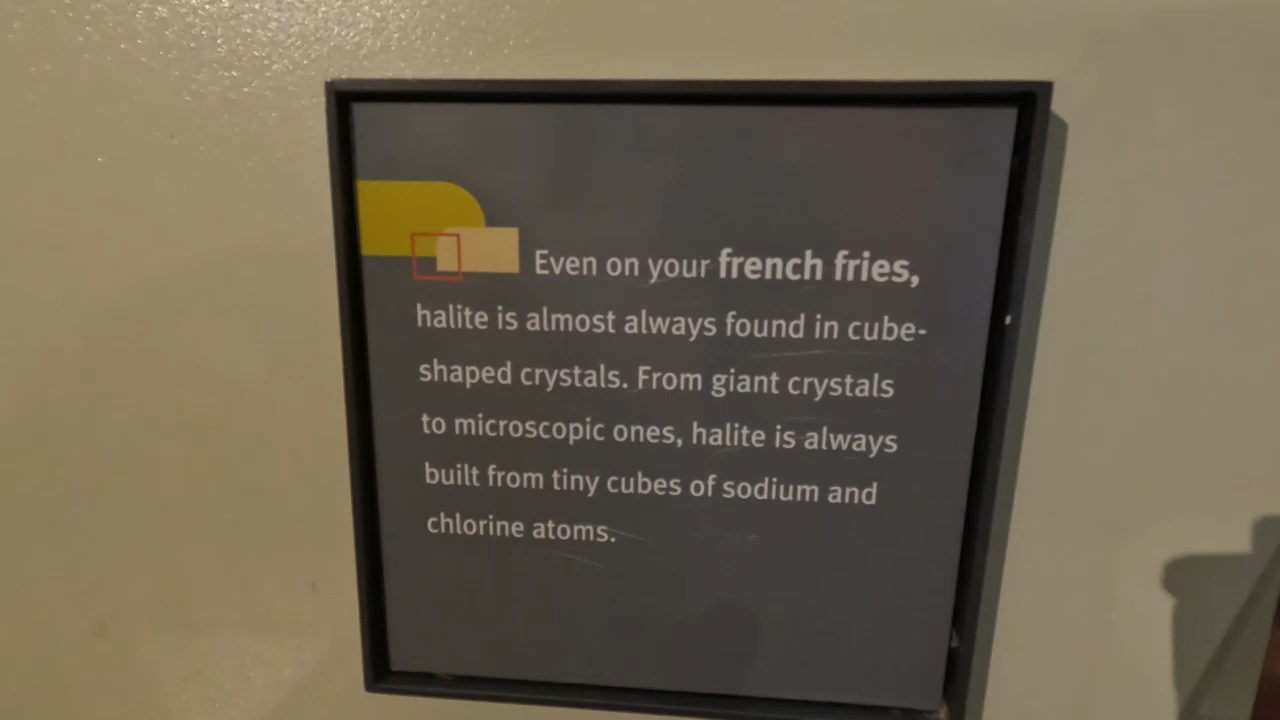 Even on your french fries,
halite is almost always found in cube-
shaped crystals. From giant crystals
to microscopic ones, halite is always
built from tiny cubes of sodium and
chlorine atoms.